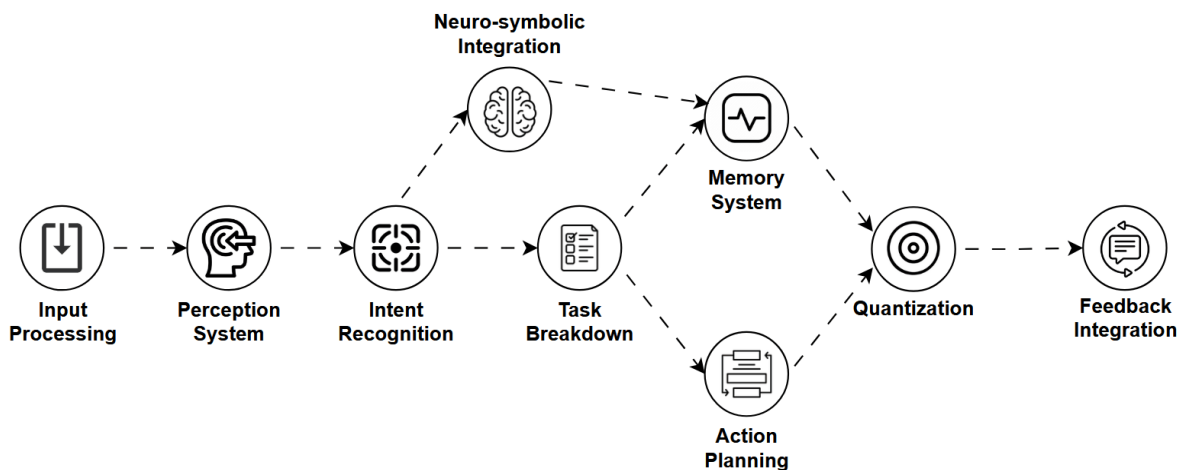 Neuro-symbolic
Integration
Memory
System
Input
Processing
Perception
System
Intent
Recognition
Task
Breakdown
Quantization
Feedback
Integration
Action
Planning